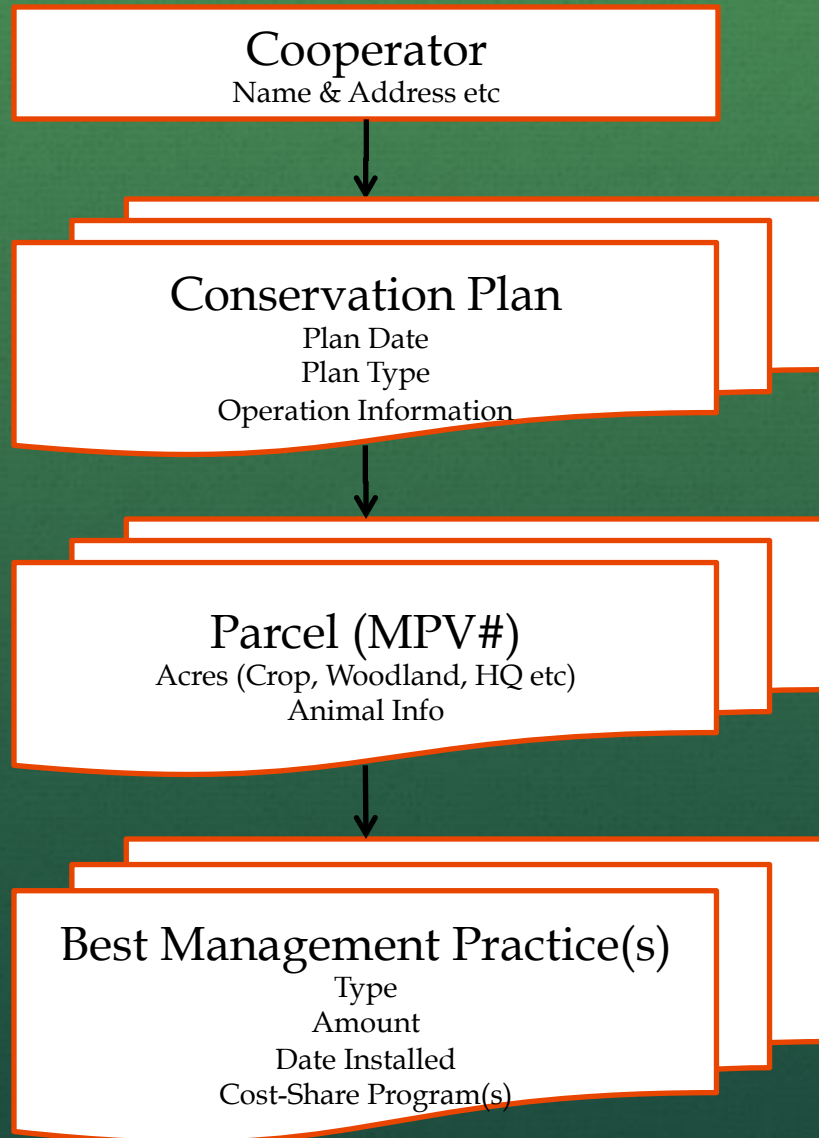 Cooperator
Name & Address etc
Conservation Plan
Plan Date
Plan Type
Operation Information
Parcel (MPV#)
Acres (Crop, Woodland, HQ etc)
Animal Info
Best Management Practice(s)
Type
Amount
Date Installed
Cost-Share Program(s)